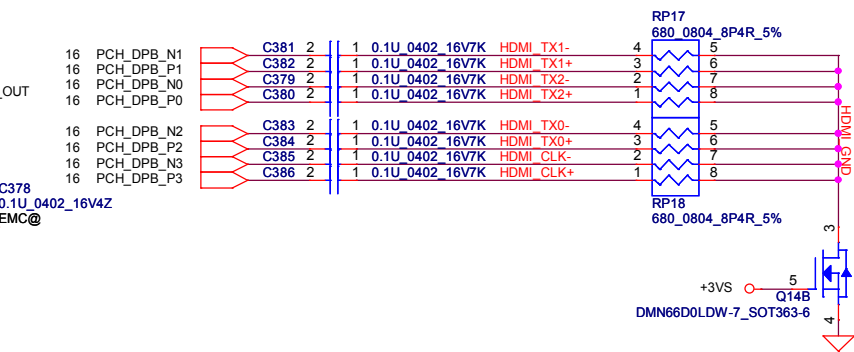 RP17
680_0804_8P4R_5%
16 PCH_DPB_N1 C381 2 1 0.1U_0402_16V7K HDMI_TX1- 4 5
16 PCH_DPB_P1 C382 2 1 0.1U_0402_16V7K HDMI_TX1+ 3 6
16 PCH_DPB_N0 C379 2 1 0.1U_0402_16V7K HDMI_TX2- 2 7
_OUT
16 PCH_DPB_P0 C380 2 1 0.1U_0402_16V7K HDMI_TX2+ 1 8
16 PCH_DPB_N2 C383 2 1 0.1U_0402_16V7K HDMI_TX0- 4 5
16 PCH_DPB_P2 C384 2 1 0.1U_0402_16V7K HDMI_TX0+ 3 6
16 PCH_DPB_N3 C385 2 1 0.1U_0402_16V7K HDMI_CLK- 2 7
16 PCH_DPB_P3 C386 2 1 0.1U_0402_16V7K HDMI_CLK+ 1 8
HDMI_GND
C378
0.1U_0402_16V4Z
EMC@
RP18
680_0804_8P4R_5%
3
+3VS 5
Q14B
DMN66D0LDW-7_SOT363-6
4